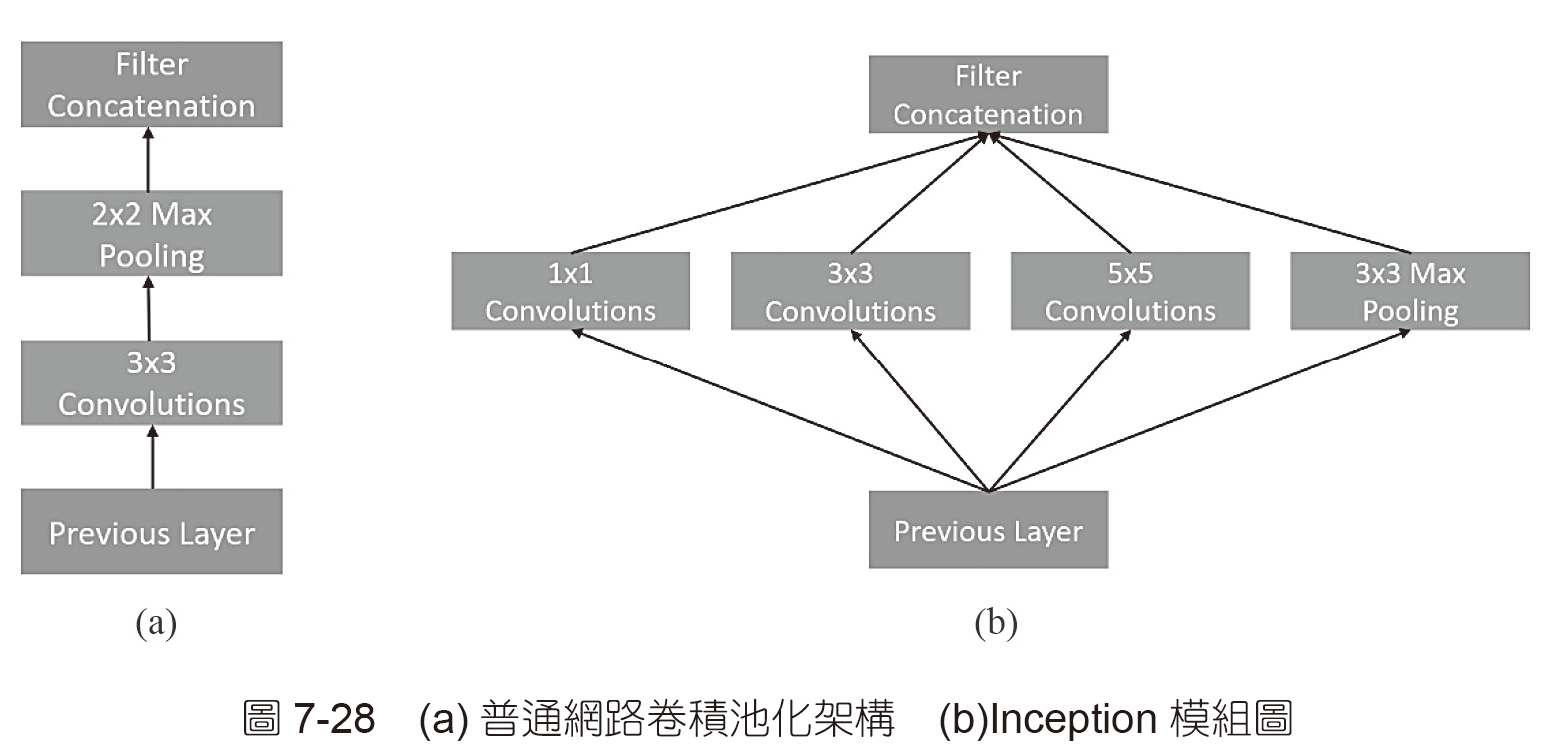 Filter
Concatenation
2x2 Max
Pooling
3x3
Convolutions
Previous Layer
(a)
Filter
Concatenation
1x1
Convolutions
3x3
Convolutions
5x5
Convolutions
3x3 Max
Pooling
Previous Layer
(b)
圖 7-28 (a) 普通網路卷積池化架構 (b)Inception 模組圖